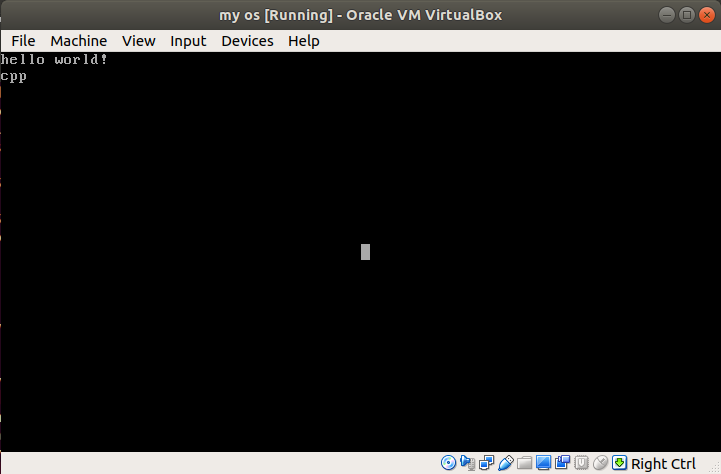 my os [Running] - Oracle VM VirtualBox
File Machine View Input Devices Help
hello world!
cpp
Right Ctrl